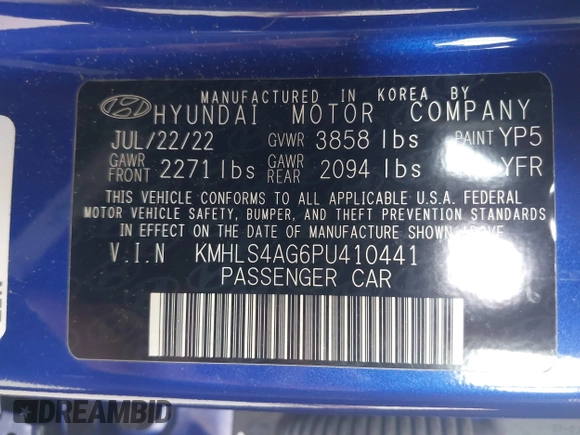 MANUFACTURED IN KOREA BY
HYUNDAI MOTOR COMPANY
JUL/22/22 GVWR 3858 lbs PAINT YP5
GAWR FRONT 2271 lbs GAWR REAR 2094 lbs YFR
THIS VEHICLE CONFORMS TO ALL APPLICABLE U.S.A. FEDERAL
MOTOR VEHICLE SAFETY, BUMPER, AND THEFT PREVENTION STANDARDS
IN EFFECT ON THE DATE OF MANUFACTURE SHOWN ABOVE
V.I.N KMHLS4AG6PU410441
PASSENGER CAR
DREAMBID